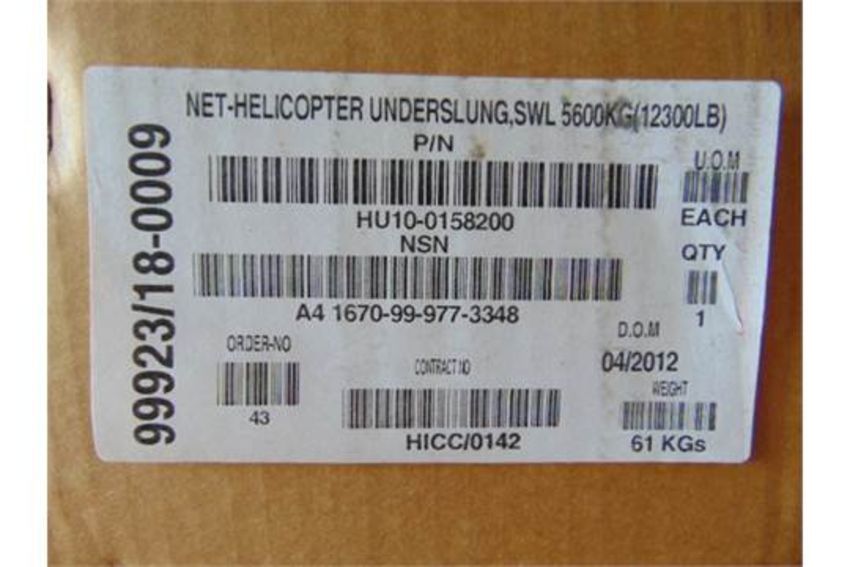 NET-HELICOPTER UNDERSLUNG,SWL 5600KG(12300LB)
P/N
HU10-0158200
U.O.M
EACH
NSN
A4 1670-99-977-3348
QTY
1
ORDER-NO
43
CONTRACT NO
HICC/0142
D.O.M
04/2012
WEIGHT
61 KGs
99923/18-0009